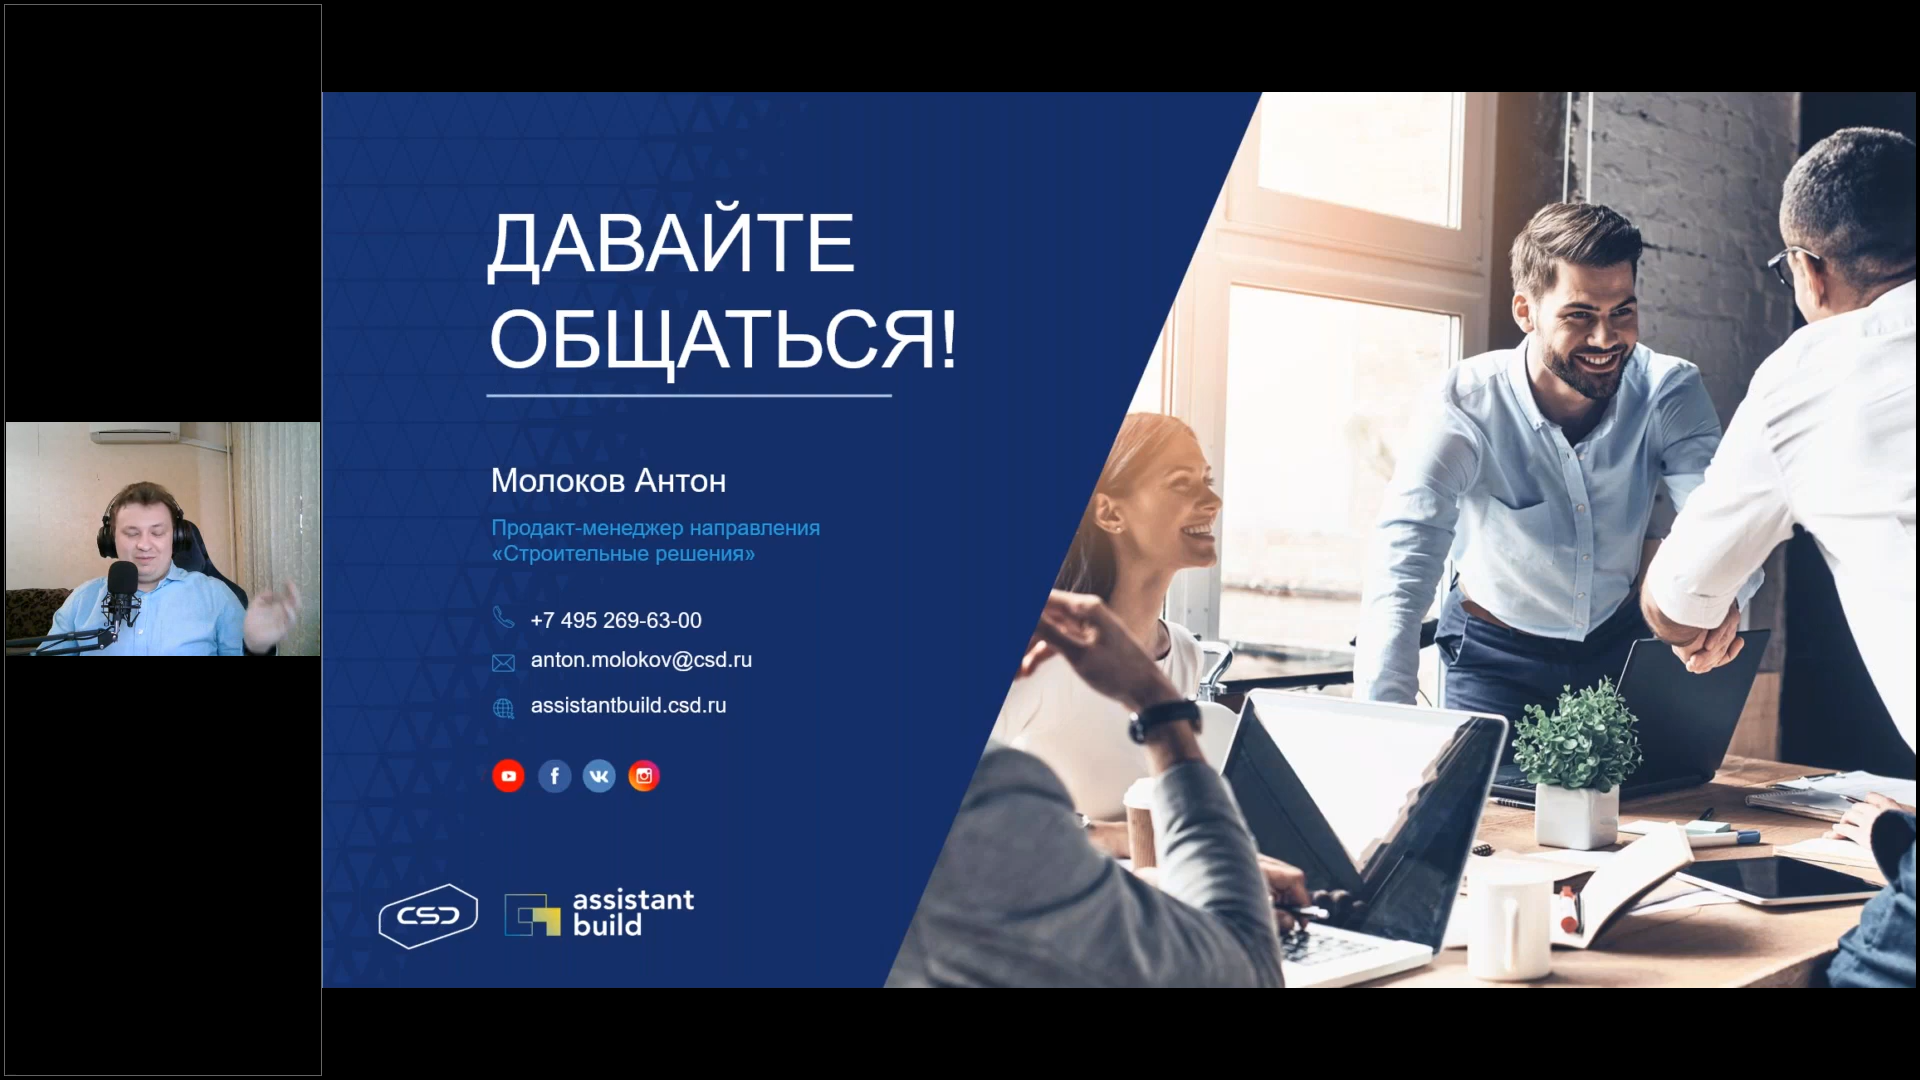 ДАВАЙТЕ
ОБЩАТЬСЯ!
Молоков Антон
Продакт-менеджер направления
«Строительные решения»
+7 495 269-63-00
anton.molokov@csd.ru
assistantbuild.csd.ru
CSD
assistant
build